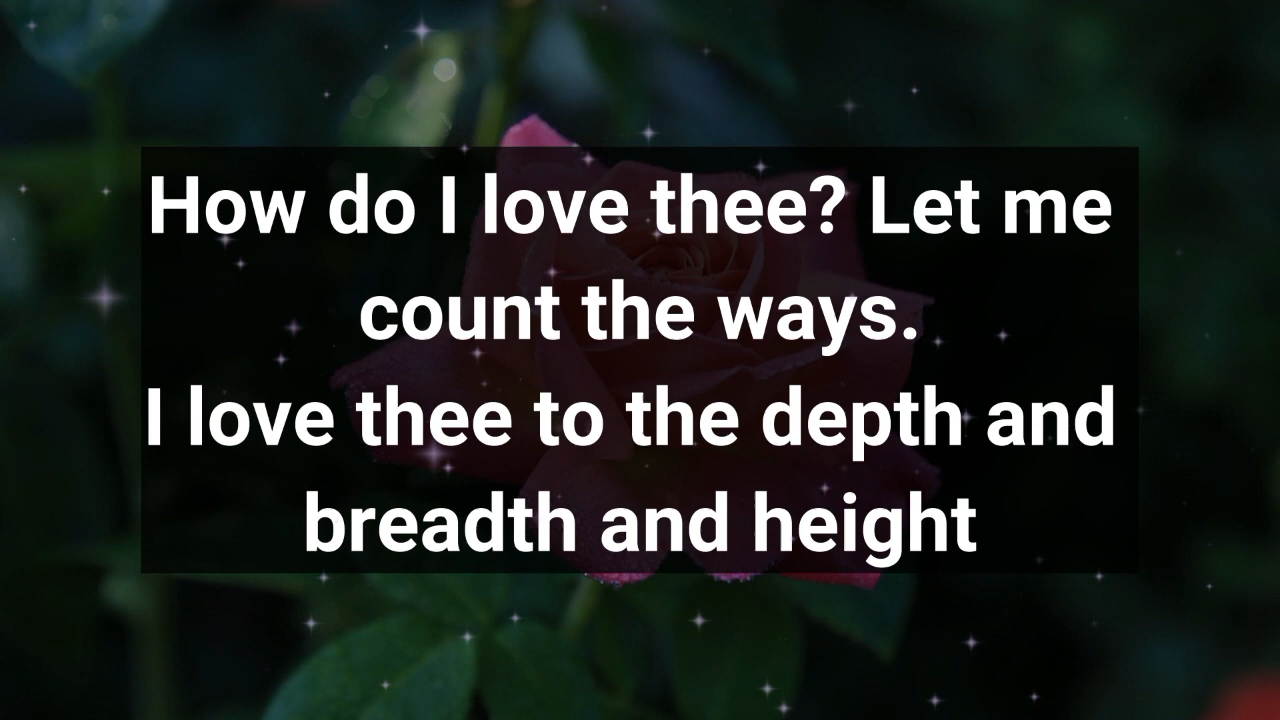 How do I love thee? Let me
count the ways.
I love thee to the depth and
breadth and height